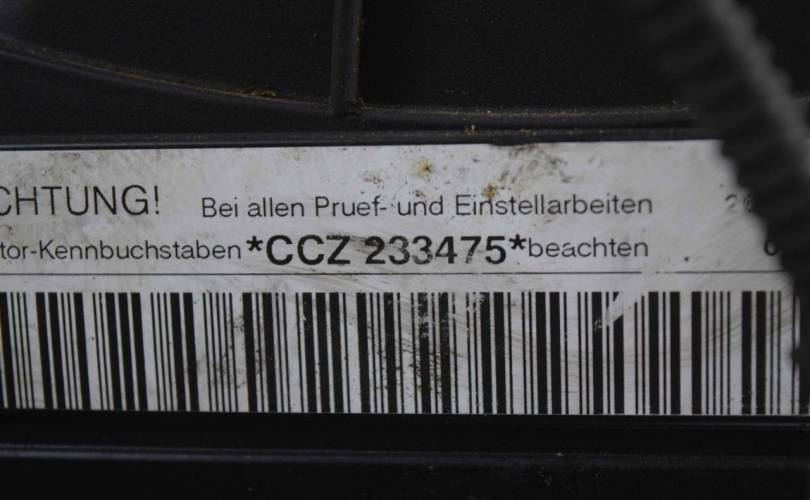 CHTUNG! Bei allen Pruef- und Einstellarbeiten
tor-Kennbuchstaben *CCZ 233475* beachten